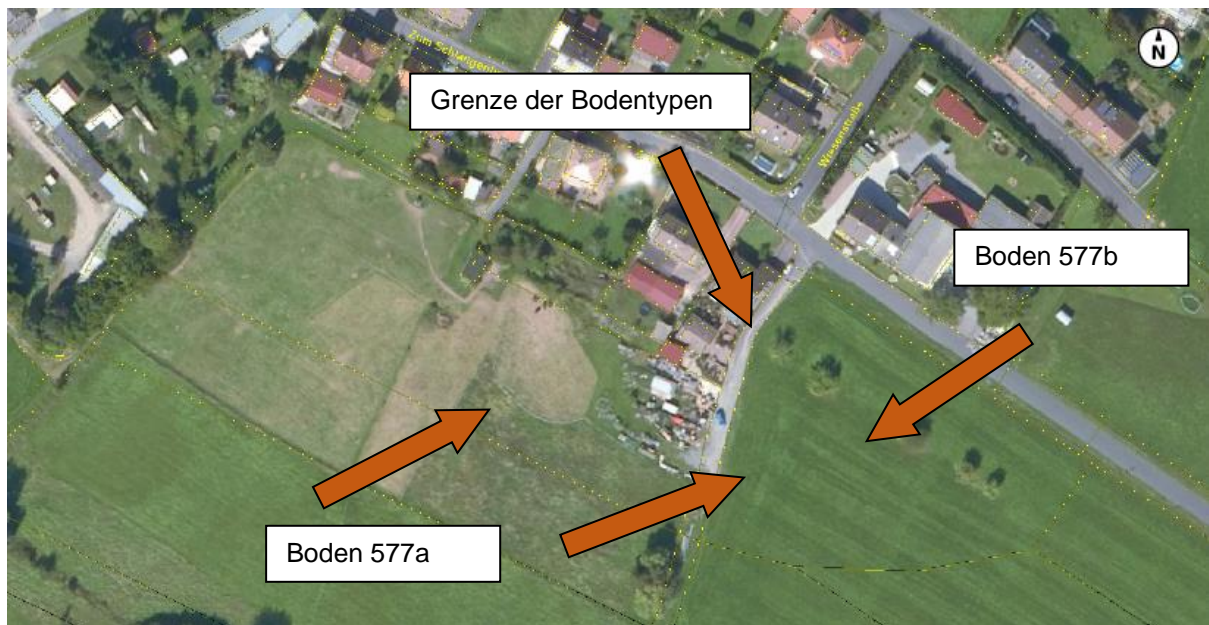 Zum Schlangen
Grenze der Bodentypen
Wiesenstraße
N
Boden 577b
Boden 577a